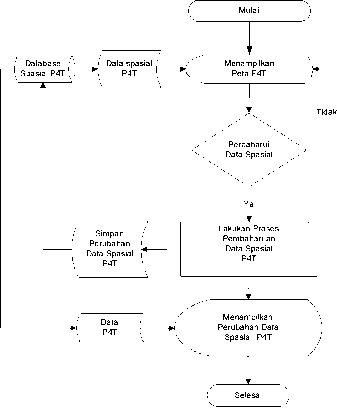 Mulai
Database
Spasial P4T
Data spasial
P4T
Menampilkan
Peta P4T
Tidak
Perbaharui
Data Spasial
Ya
Lakukan Proses
Pembaharuan
Data Spasial
P4T
Simpan
Perubahan
Data Spasial
P4T
Data
P4T
Menampilkan
Perubahan Data
Spasial P4T
Selesai